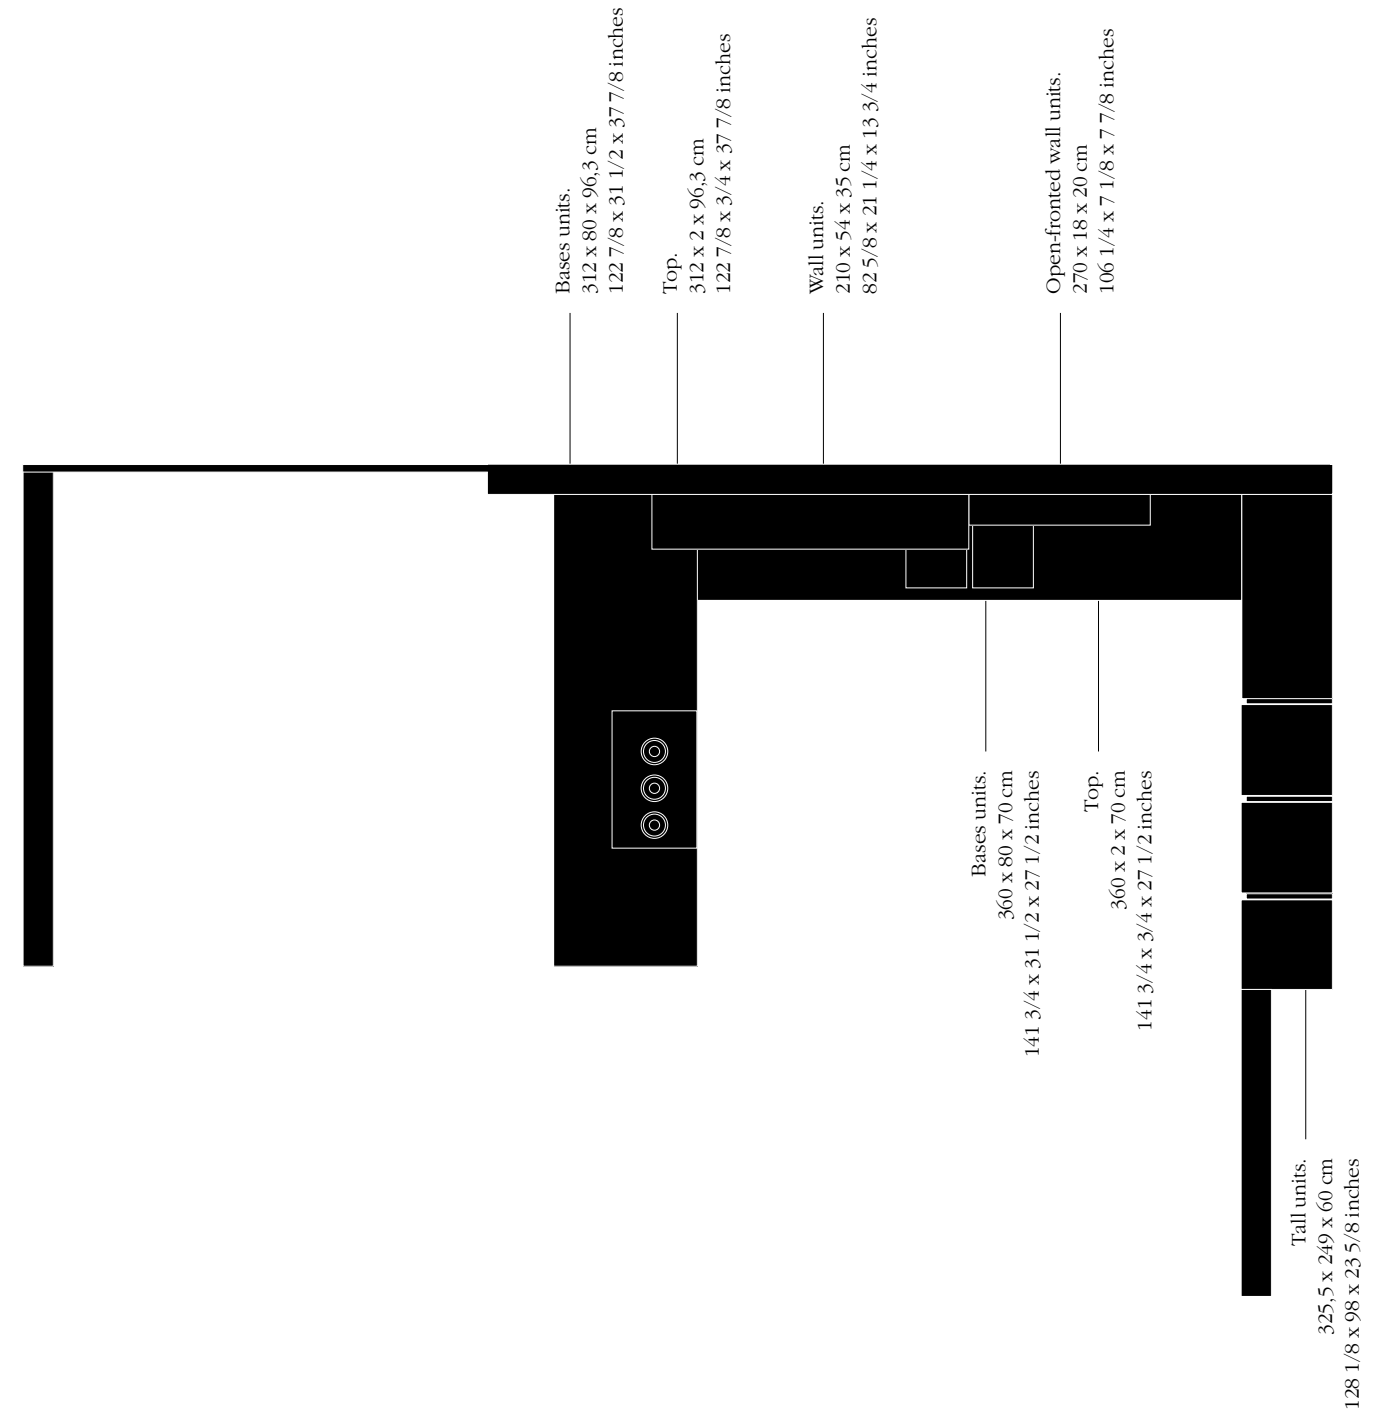 Bases units.
312 x 80 x 96,3 cm
122 7/8 x 31 1/2 x 37 7/8 inches
Top.
312 x 2 x 96,3 cm
122 7/8 x 3/4 x 37 7/8 inches
Wall units.
210 x 54 x 35 cm
82 5/8 x 21 1/4 x 13 3/4 inches
Open-fronted wall units.
270 x 18 x 20 cm
106 1/4 x 7 1/8 x 7 7/8 inches
Bases units.
360 x 80 x 70 cm
141 3/4 x 31 1/2 x 27 1/2 inches
Top.
360 x 2 x 70 cm
141 3/4 x 3/4 x 27 1/2 inches
Tall units.
325,5 x 249 x 60 cm
128 1/8 x 98 x 23 5/8 inches